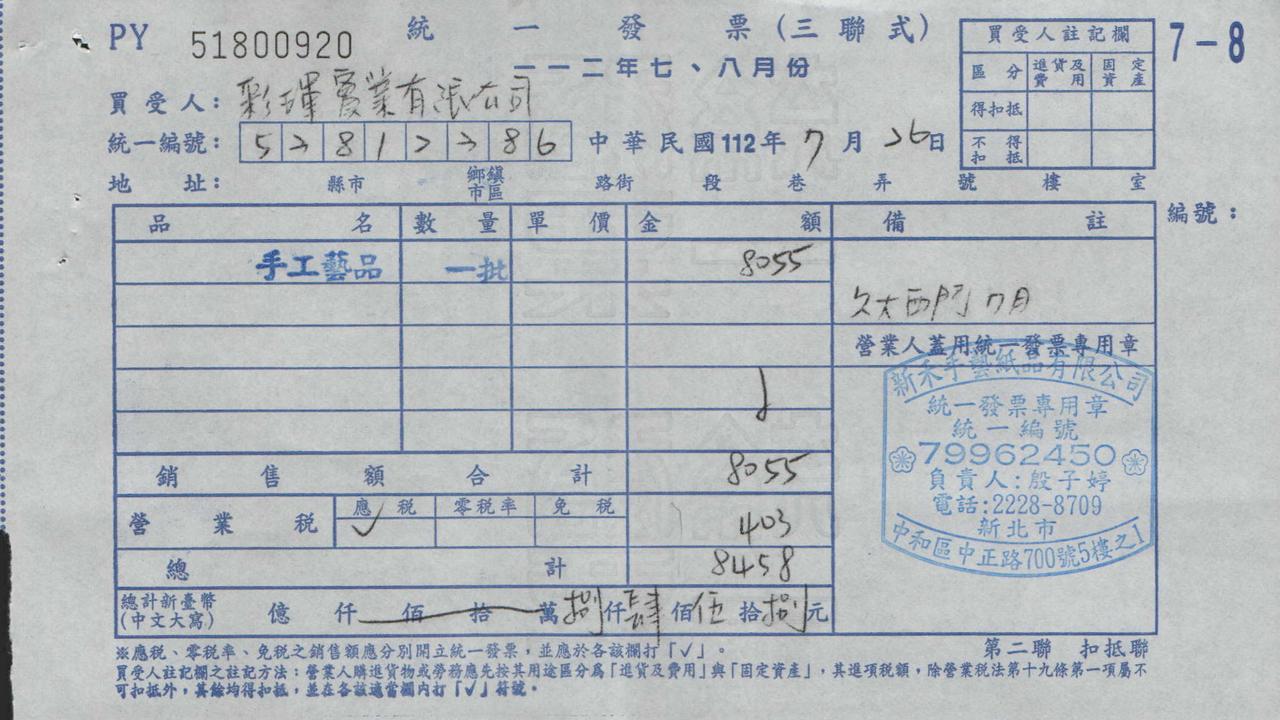 PY 51800920 統一發票(三聯式) 7-8
一一二年七、八月份
買受人註記欄
區分 進貨及費用 固定資產
得扣抵
不得扣抵
買受人: 彩琿實業有限公司
統一編號: 52812286 中華民國112年7月26日
地址: 縣市 鄉鎮市區 路街 段 巷 弄 號 樓 室
編號:
品名 數量 單價 金額 備註
手工藝品 一批 8055
久大西門 7月
營業人蓋用統一發票專用章
新禾手藝紙品有限公司
統一發票專用章
統一編號
79962450
負責人:殷子婷
電話:2228-8709
新北市
中和區中正路700號5樓之1
銷售額合計 8055
營業稅 應稅 零稅率 免稅 403
✓
總計 8458
總計新臺幣(中文大寫) 億 仟 佰 拾 萬 捌仟 肆佰 伍拾 捌元
※應稅、零稅率、免稅之銷售額應分別開立統一發票,並應於各該欄打「✓」。
第二聯 扣抵聯
買受人註記欄之註記方法:營業人購進貨物或勞務應先按其用途區分為「進貨及費用」與「固定資產」,其進項稅額,除營業稅法第十九條第一項屬不
可扣抵外,其餘均得扣抵,並在各該適當欄內打「✓」符號。